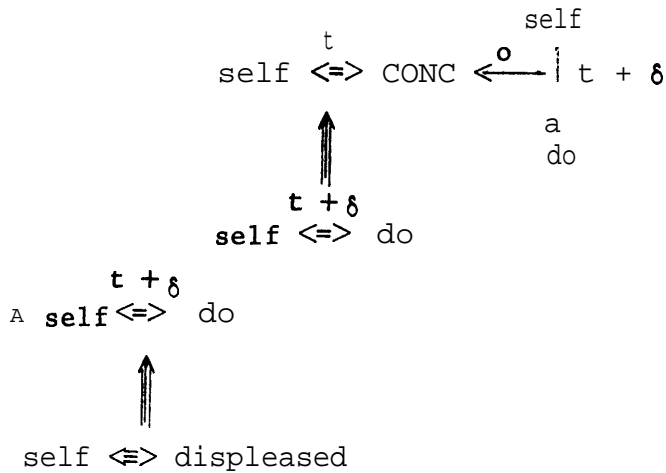 self
t
self <=> CONC o t + δ
a
do
t + δ
self <=> do
t + δ
A self <=> do
self <≡> displeased